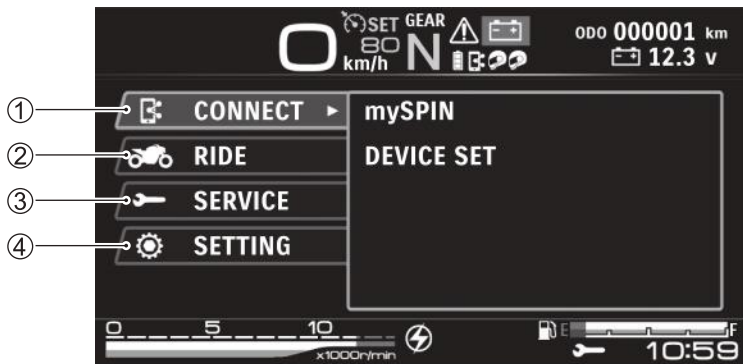 0
SET
80
km/h
GEAR
N
ODO 000001 km
12.3 V
① CONNECT
mySPIN
② RIDE
DEVICE SET
③ SERVICE
④ SETTING
0 5 10
x1000r/min
E F
10:59